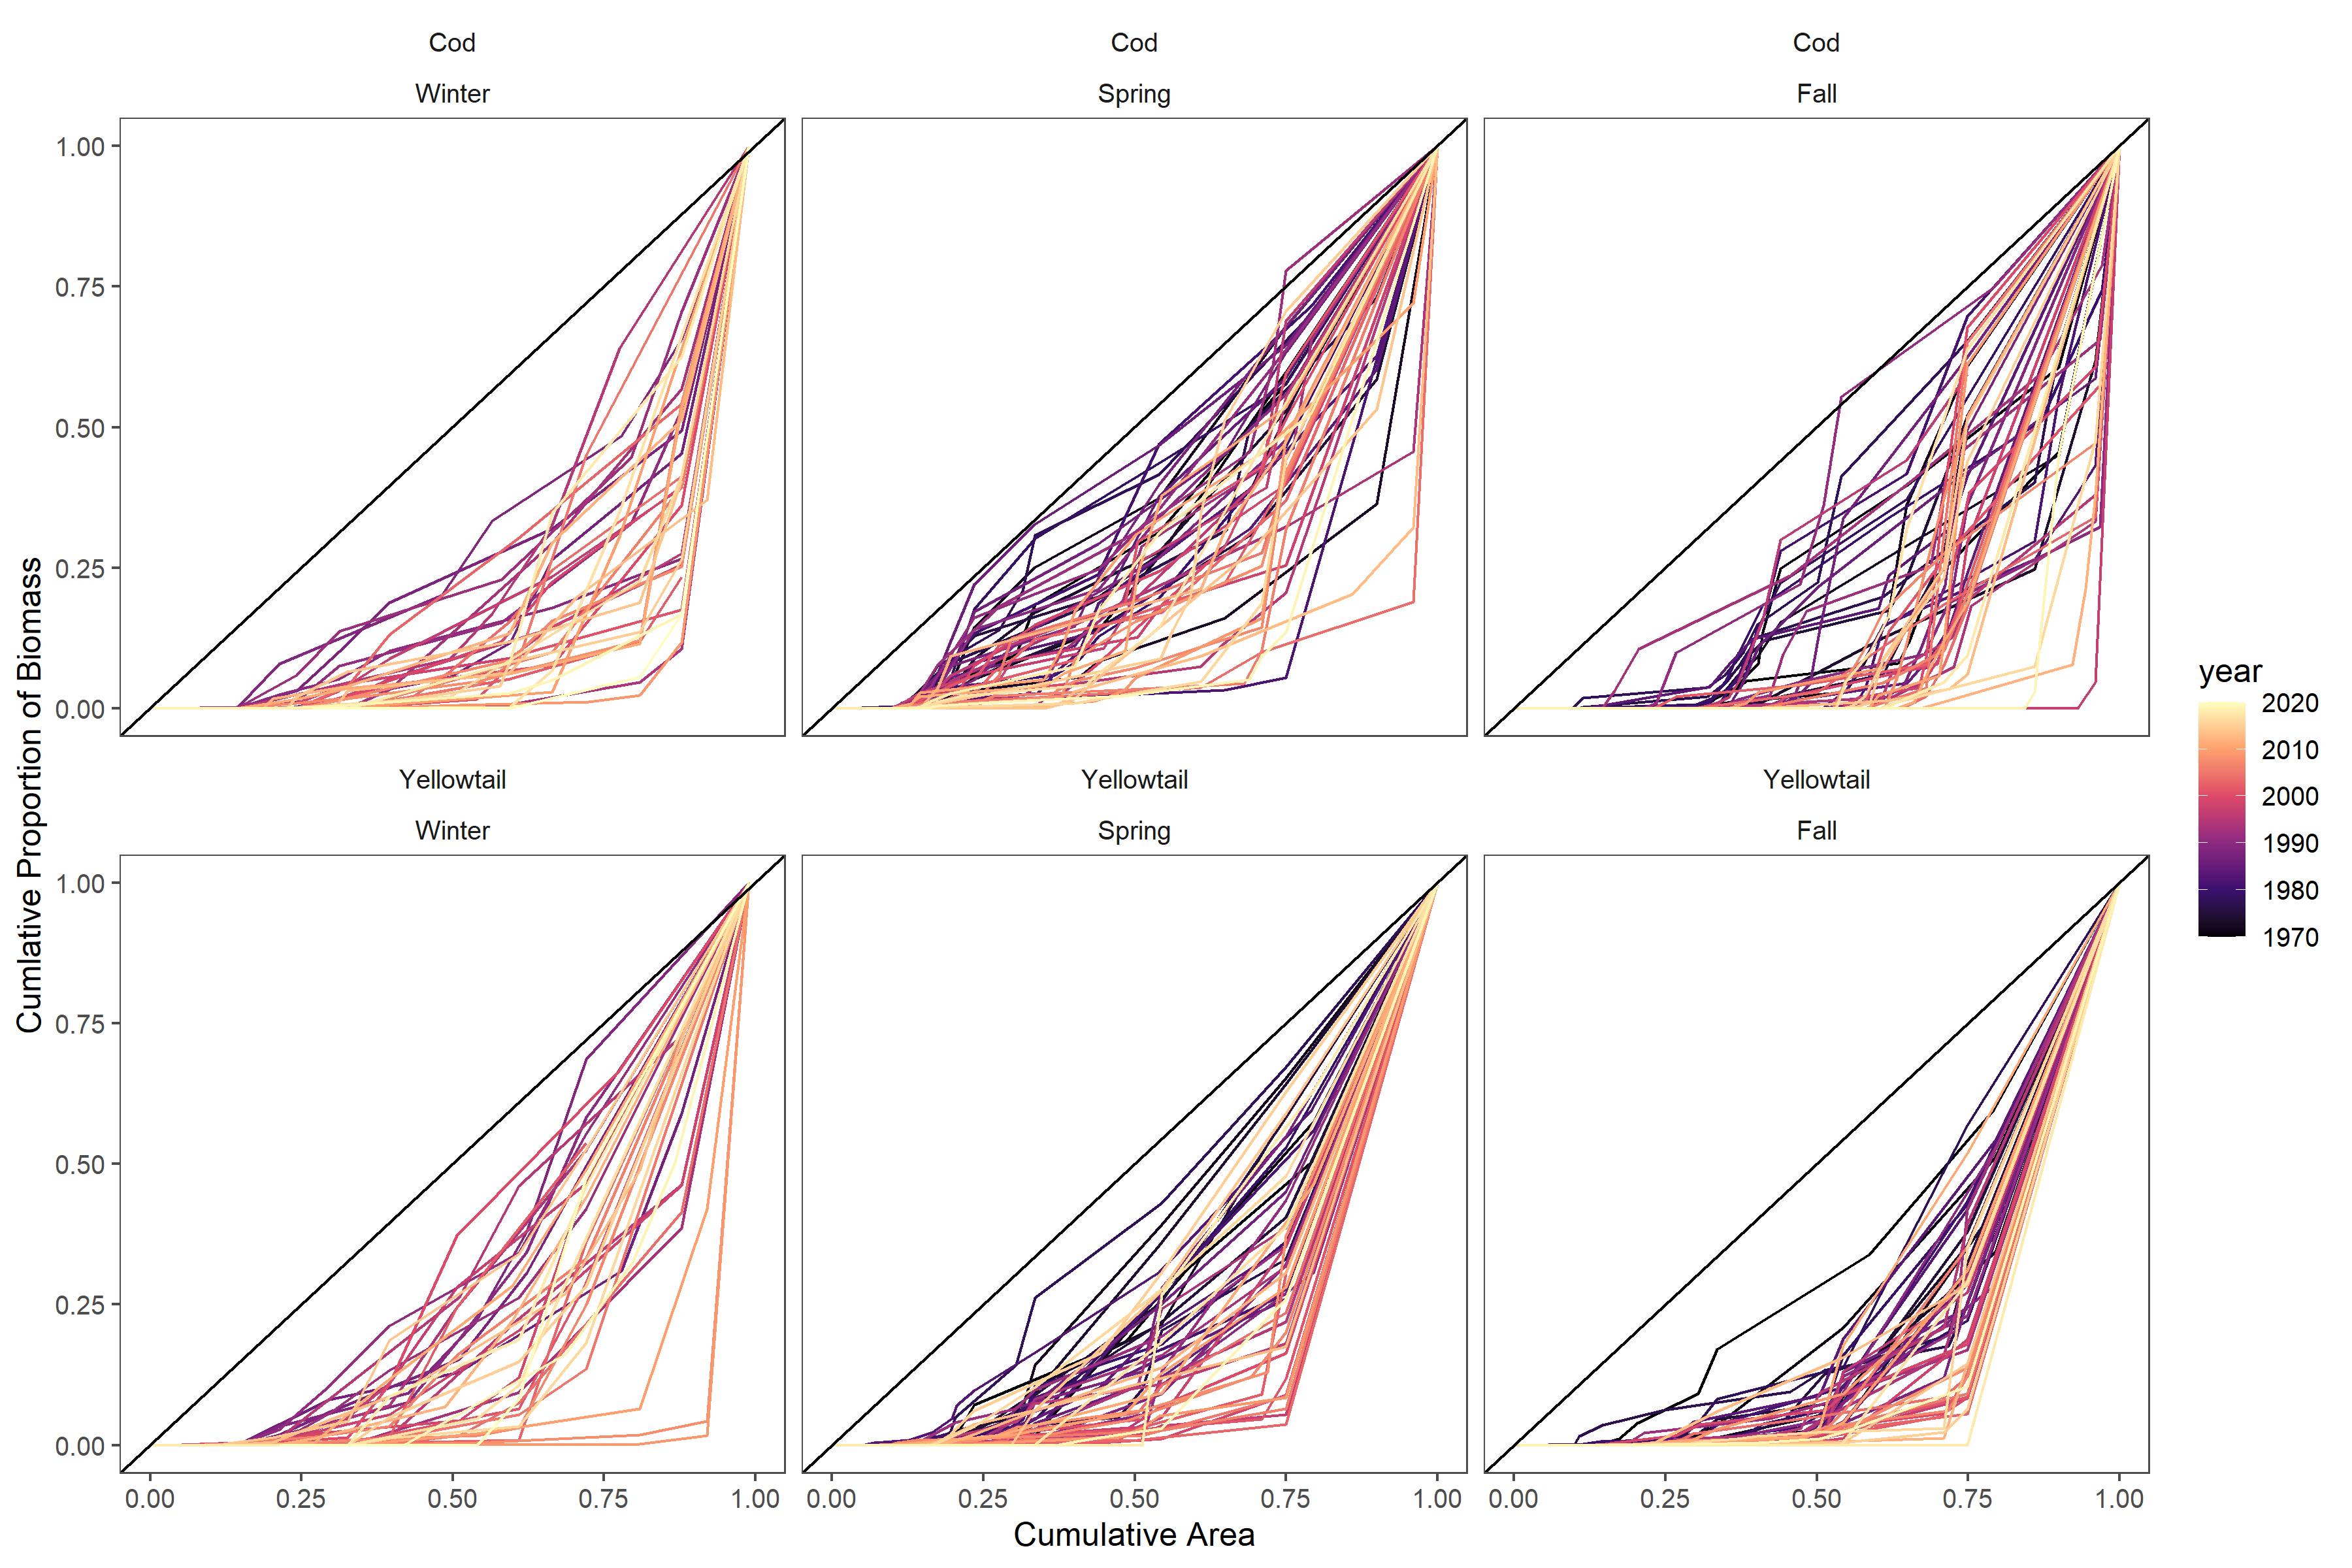 Cod
Cod
Cod
Winter
Spring
Fall
1.00
0.75
0.50
0.25
0.00
Yellowtail
Yellowtail
Yellowtail
Winter
Spring
Fall
1.00
0.75
0.50
0.25
0.00
0.00 0.25 0.50 0.75 1.00
0.00 0.25 0.50 0.75 1.00
0.00 0.25 0.50 0.75 1.00
Cumulative Area
Cumlative Proportion of Biomass
year
2020
2010
2000
1990
1980
1970